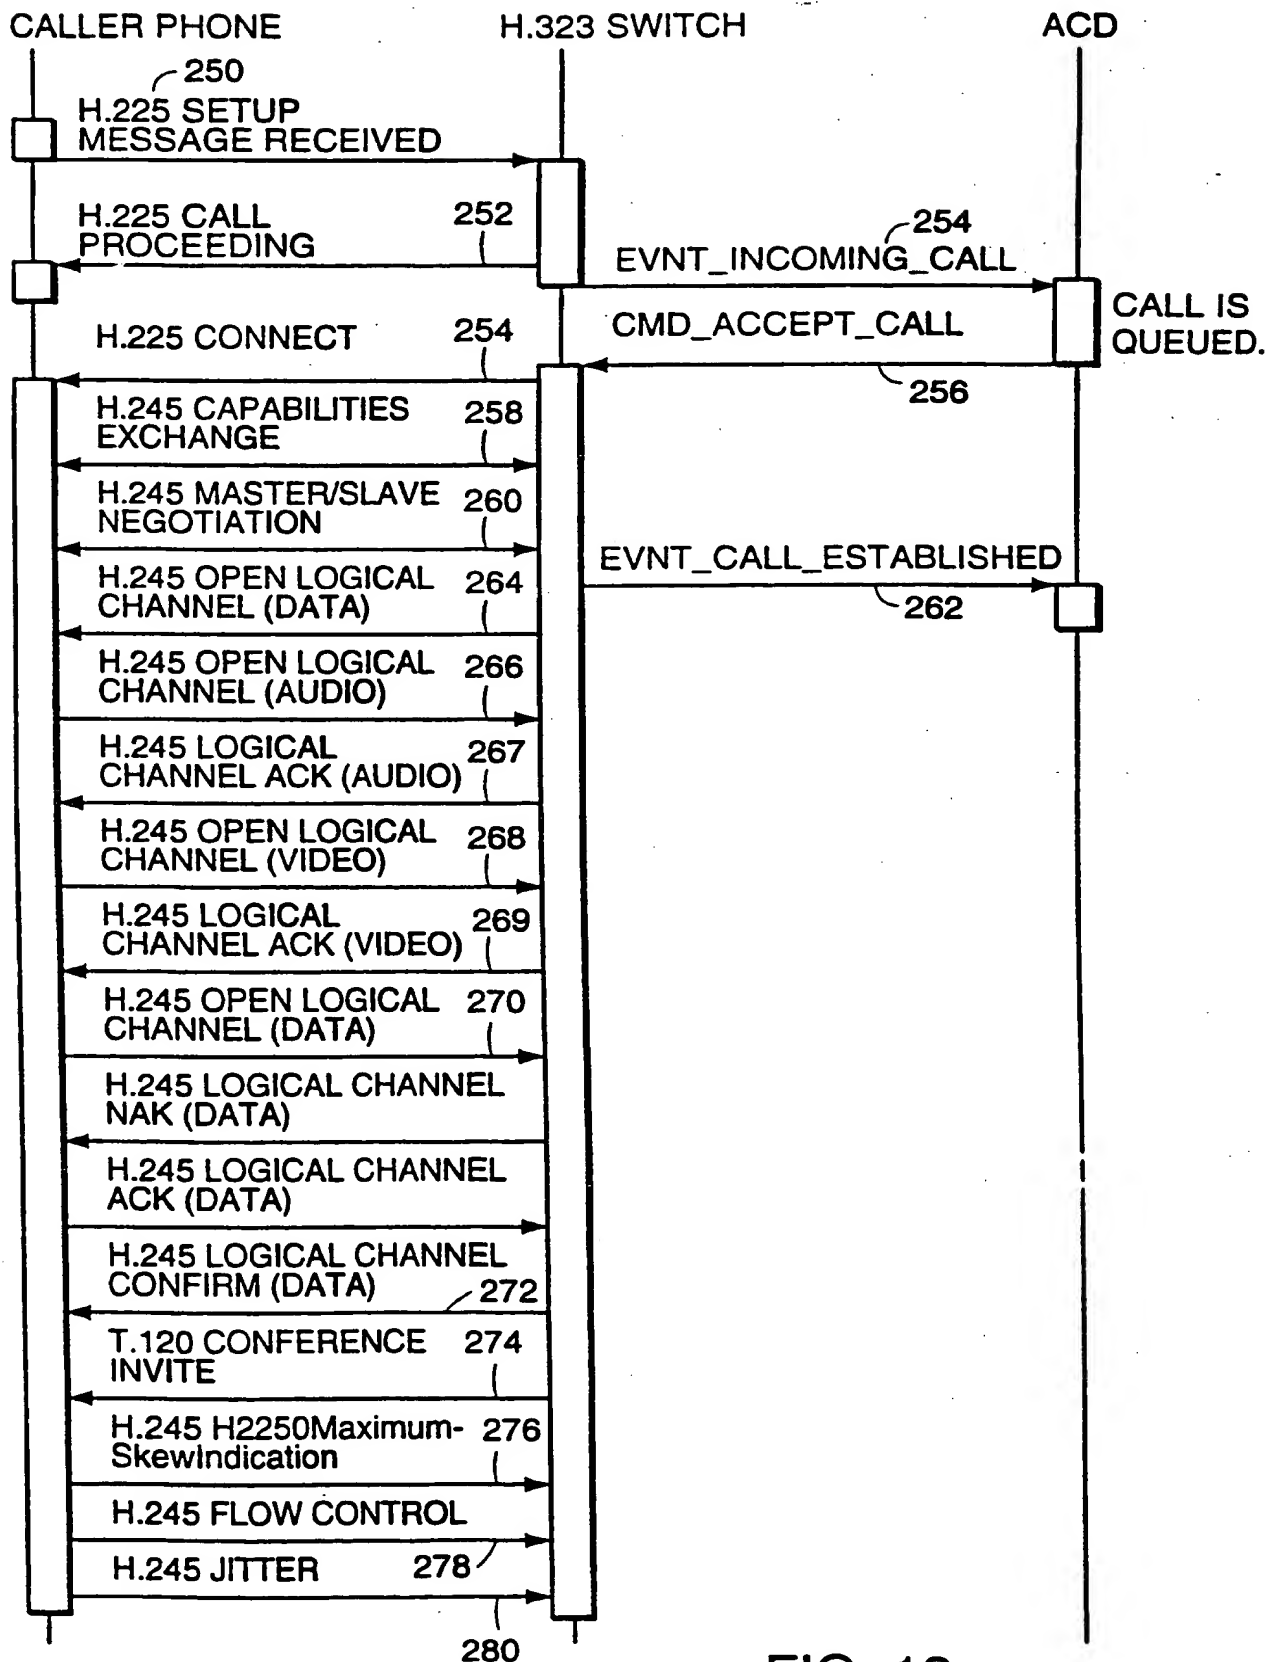 CALLER PHONE
H.323 SWITCH
ACD
250
H.225 SETUP
MESSAGE RECEIVED
H.225 CALL
PROCEEDING
252
254
EVNT_INCOMING_CALL
CALL IS
QUEUED.
CMD_ACCEPT_CALL
256
H.225 CONNECT
254
H.245 CAPABILITIES
EXCHANGE
258
H.245 MASTER/SLAVE
NEGOTIATION
260
EVNT_CALL_ESTABLISHED
262
H.245 OPEN LOGICAL
CHANNEL (DATA)
264
H.245 OPEN LOGICAL
CHANNEL (AUDIO)
266
H.245 LOGICAL
CHANNEL ACK (AUDIO)
267
H.245 OPEN LOGICAL
CHANNEL (VIDEO)
268
H.245 LOGICAL
CHANNEL ACK (VIDEO)
269
H.245 OPEN LOGICAL
CHANNEL (DATA)
270
H.245 LOGICAL CHANNEL
NAK (DATA)
H.245 LOGICAL CHANNEL
ACK (DATA)
H.245 LOGICAL CHANNEL
CONFIRM (DATA)
272
T.120 CONFERENCE
INVITE
274
H.245 H2250Maximum-
SkewIndication
276
H.245 FLOW CONTROL
278
H.245 JITTER
280
FIG.